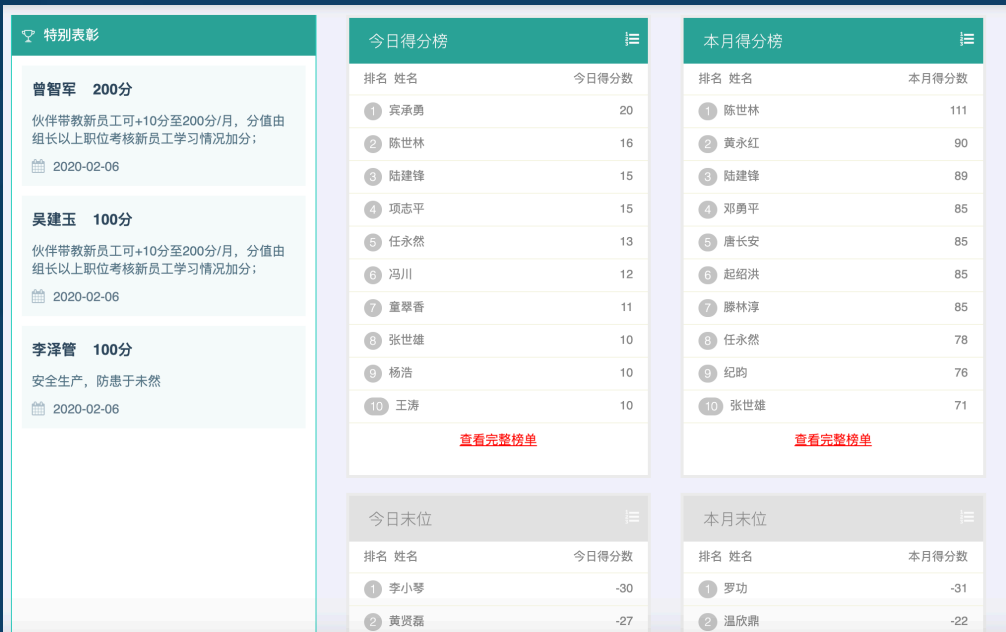 特别表彰
曾智军 200分
伙伴带教新员工可+10分至200分/月，分值由
组长以上职位考核新员工学习情况加分；
2020-02-06
吴建玉 100分
伙伴带教新员工可+10分至200分/月，分值由
组长以上职位考核新员工学习情况加分；
2020-02-06
李泽管 100分
安全生产，防患于未然
2020-02-06
今日得分榜
排名 姓名 今日得分数
1 宾承勇 20
2 陈世林 16
3 陆建锋 15
4 项志平 15
5 任永然 13
6 冯川 12
7 童翠香 11
8 张世雄 10
9 杨浩 10
10 王涛 10
查看完整榜单
本月得分榜
排名 姓名 本月得分数
1 陈世林 111
2 黄永红 90
3 陆建锋 89
4 邓勇平 85
5 唐长安 85
6 起绍洪 85
7 滕林淳 85
8 任永然 78
9 纪昀 76
10 张世雄 71
查看完整榜单
今日末位
排名 姓名 今日得分数
1 李小琴 -30
2 黄贤磊 -27
本月末位
排名 姓名 本月得分数
1 罗功 -31
2 温欣鼎 -22